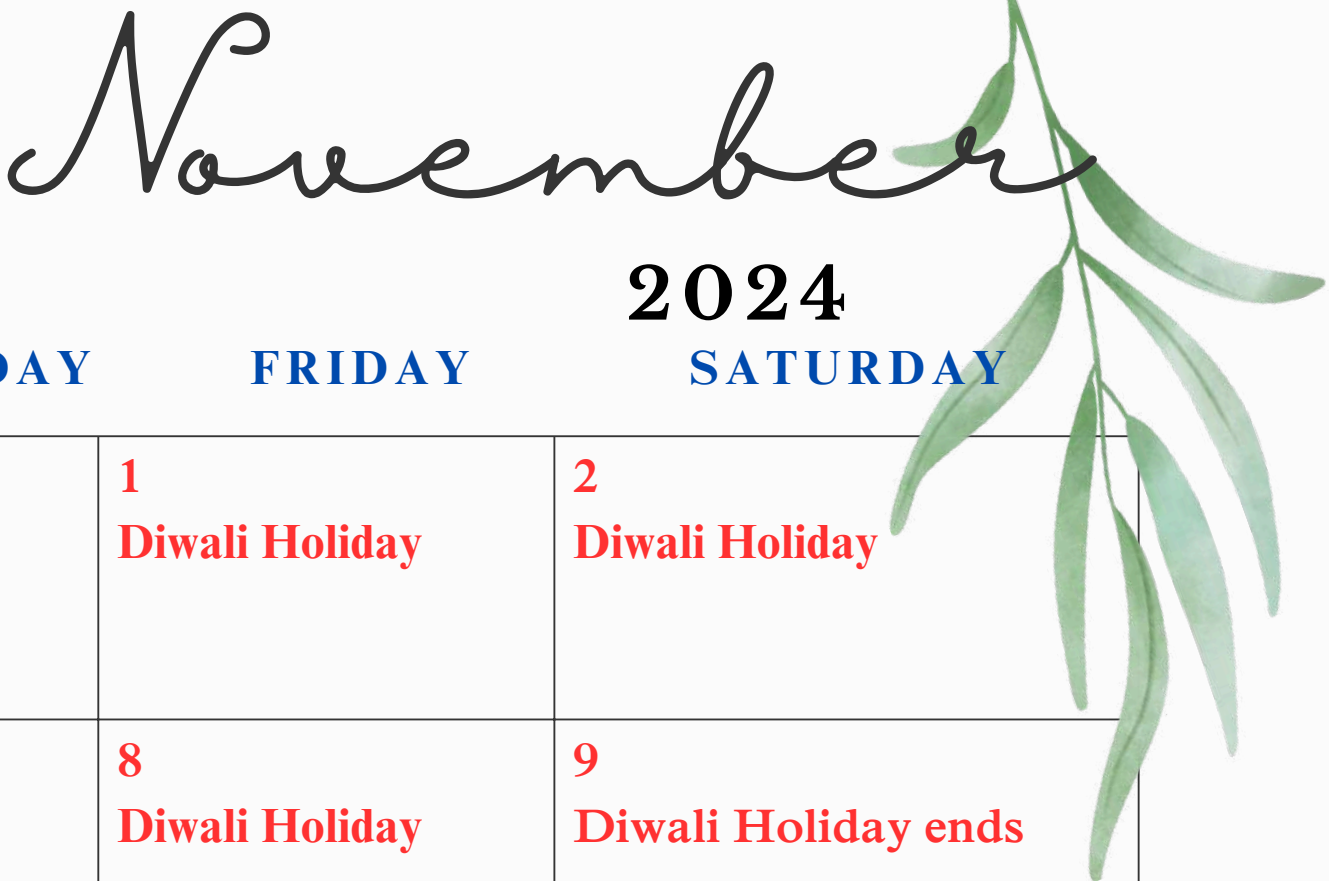 November
2024
DAY FRIDAY SATURDAY
1 2
Diwali Holiday Diwali Holiday
8 9
Diwali Holiday Diwali Holiday ends